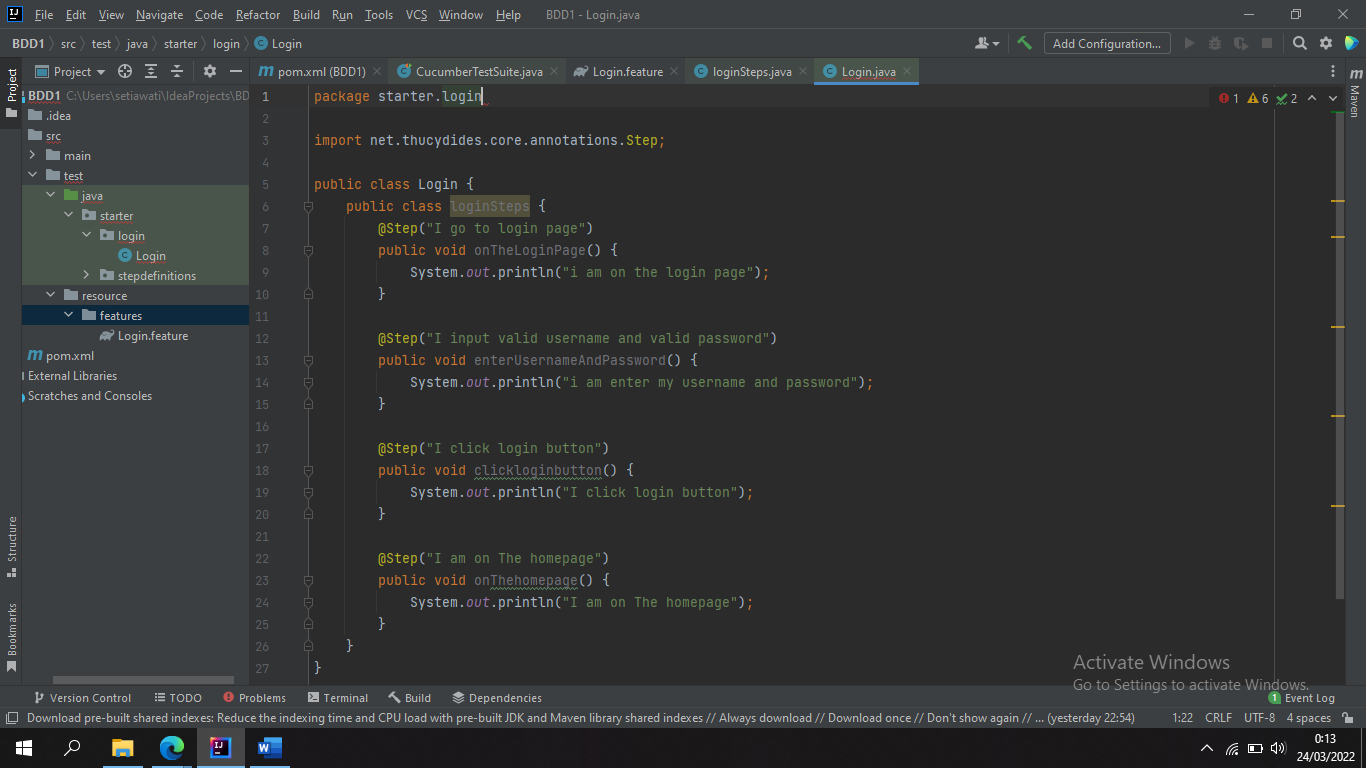 File Edit View Navigate Code Refactor Build Run Tools VCS Window Help BDD1 - Login.java
BDD1 src test java starter login Login Add Configuration...
Project
pom.xml (BDD1) CucumberTestSuite.java Login.feature loginSteps.java Login.java
Project
BDD1 C:\Users\setiawati\IdeaProjects\BD
.idea
src
main
test
java
starter
login
Login
stepdefinitions
resource
features
Login.feature
pom.xml
External Libraries
Scratches and Consoles
1 package starter.login
1 6 2
2
3 import net.thucydides.core.annotations.Step;
4
5 public class Login {
6 public class loginSteps {
7 @Step("I go to login page")
8 public void onTheLoginPage() {
9 System.out.println("i am on the login page");
10 }
11
12 @Step("I input valid username and valid password")
13 public void enterUsernameAndPassword() {
14 System.out.println("i am enter my username and password");
15 }
16
17 @Step("I click login button")
18 public void clickloginbutton() {
19 System.out.println("I click login button");
20 }
21
22 @Step("I am on The homepage")
23 public void onThehomepage() {
24 System.out.println("I am on The homepage");
25 }
26 }
27 }
Maven
Structure
Bookmarks
Activate Windows
Go to Settings to activate Windows.
Version Control TODO Problems Terminal Build Dependencies 1 Event Log
Download pre-built shared indexes: Reduce the indexing time and CPU load with pre-built JDK and Maven library shared indexes // Always download // Download once // Don't show again // ... (yesterday 22:54) 1:22 CRLF UTF-8 4 spaces
0:13
24/03/2022